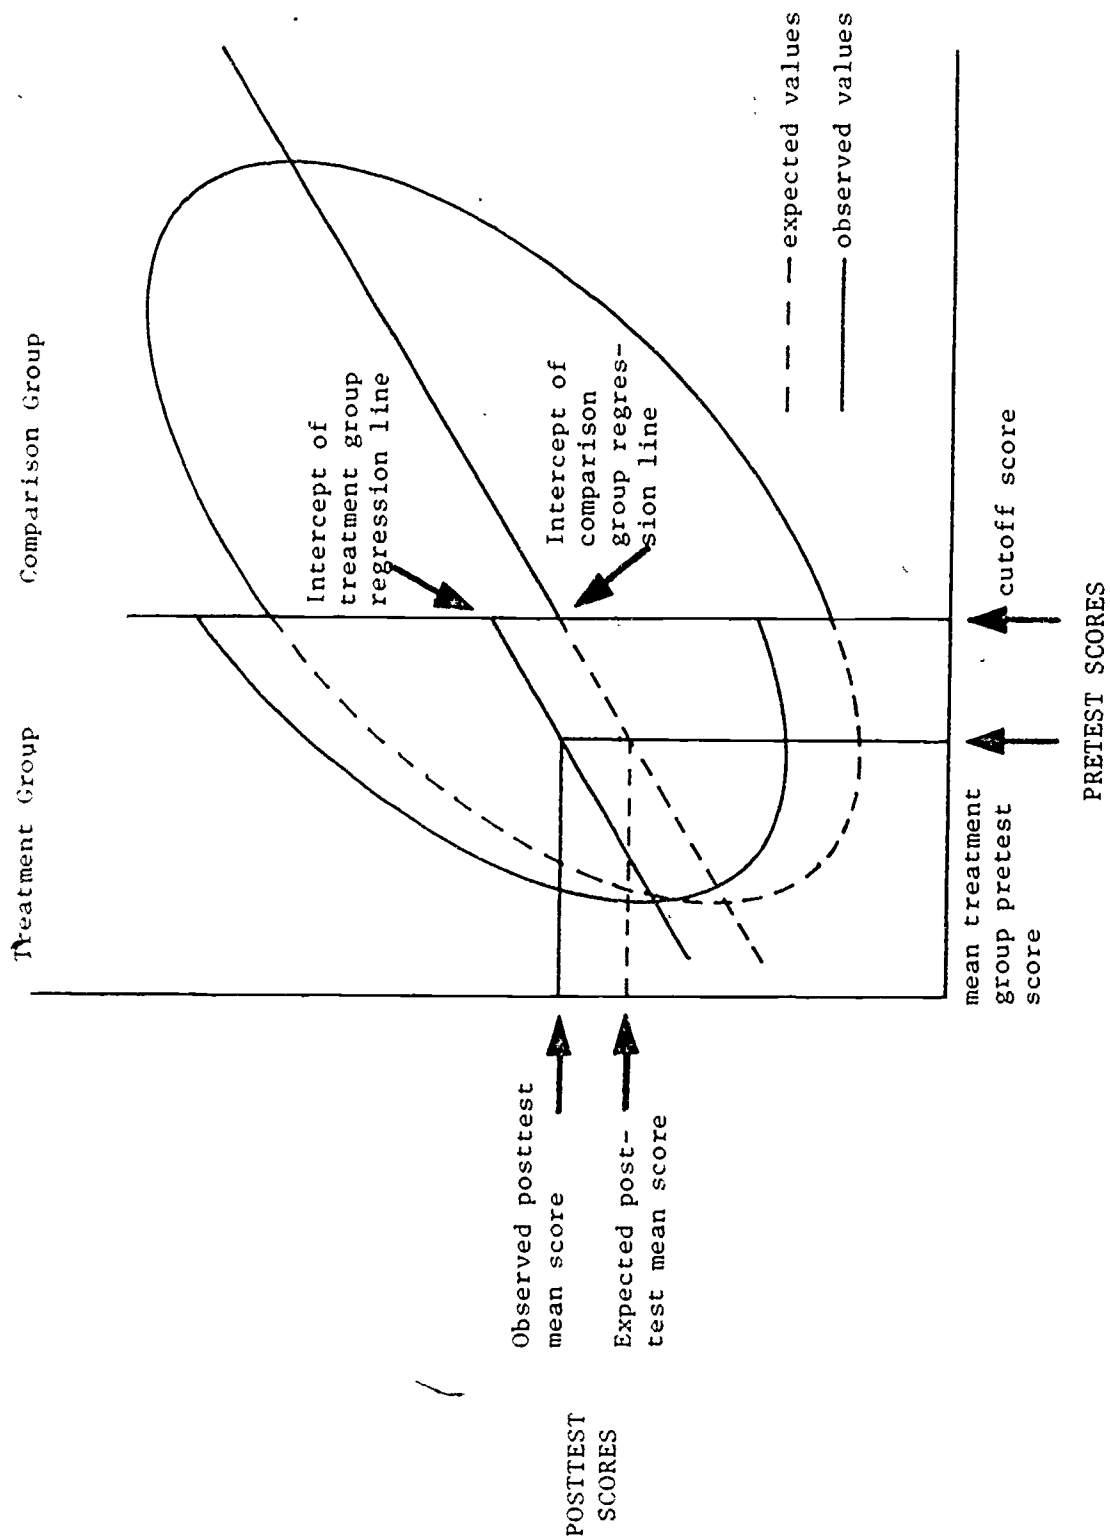 Treatment Group
Comparison Group
Intercept of
treatment group
regression line
Intercept of
comparison
group regres-
sion line
Observed posttest
mean score
Expected post-
test mean score
POSTTEST
SCORES
expected values
observed values
mean treatment
group pretest
score
cutoff score
PRETEST SCORES